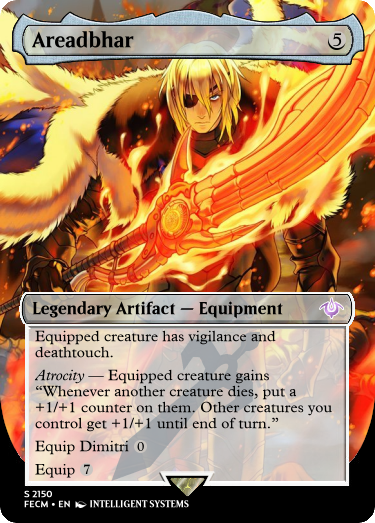 Areadbhar 5
Legendary Artifact — Equipment
Equipped creature has vigilance and
deathtouch.
Atrocity — Equipped creature gains
“Whenever another creature dies, put a
+1/+1 counter on them. Other creatures you
control get +1/+1 until end of turn.”
Equip Dimitri 0
Equip 7
S 2150
FECM • EN INTELLIGENT SYSTEMS